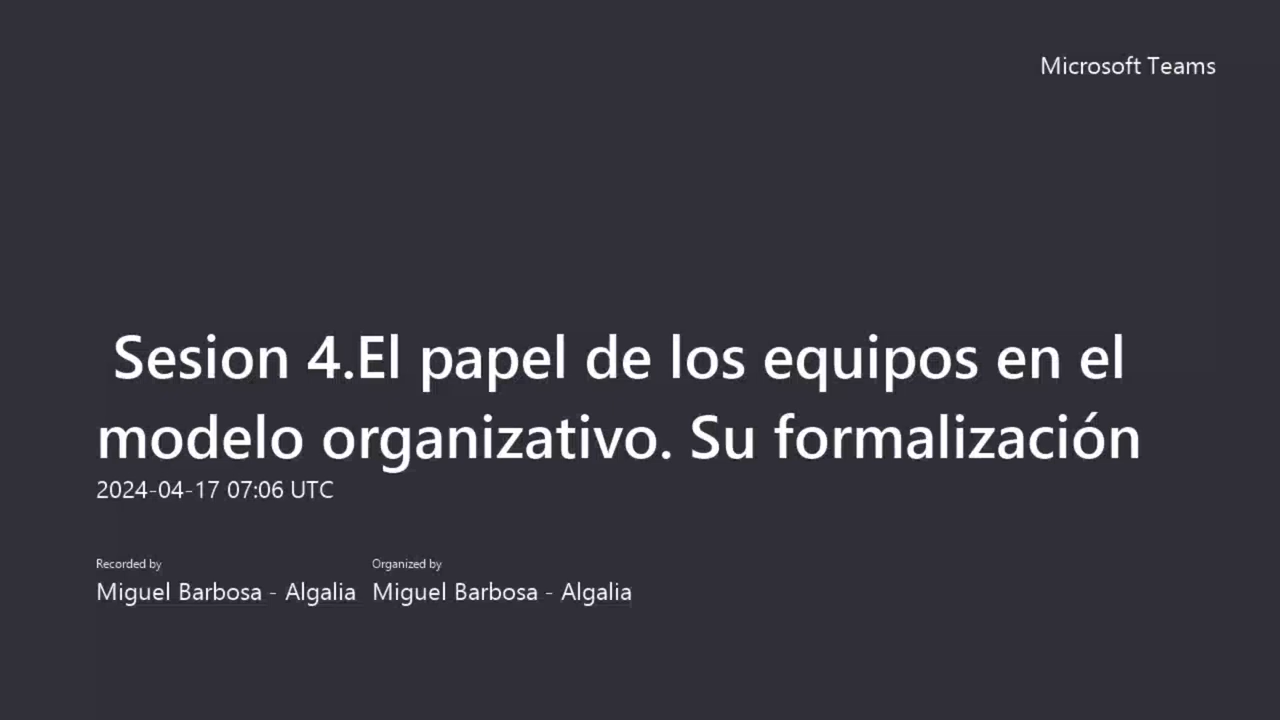 Microsoft Teams
Sesion 4.El papel de los equipos en el
modelo organizativo. Su formalización
2024-04-17 07:06 UTC
Recorded by Organized by
Miguel Barbosa - Algalia Miguel Barbosa - Algalia